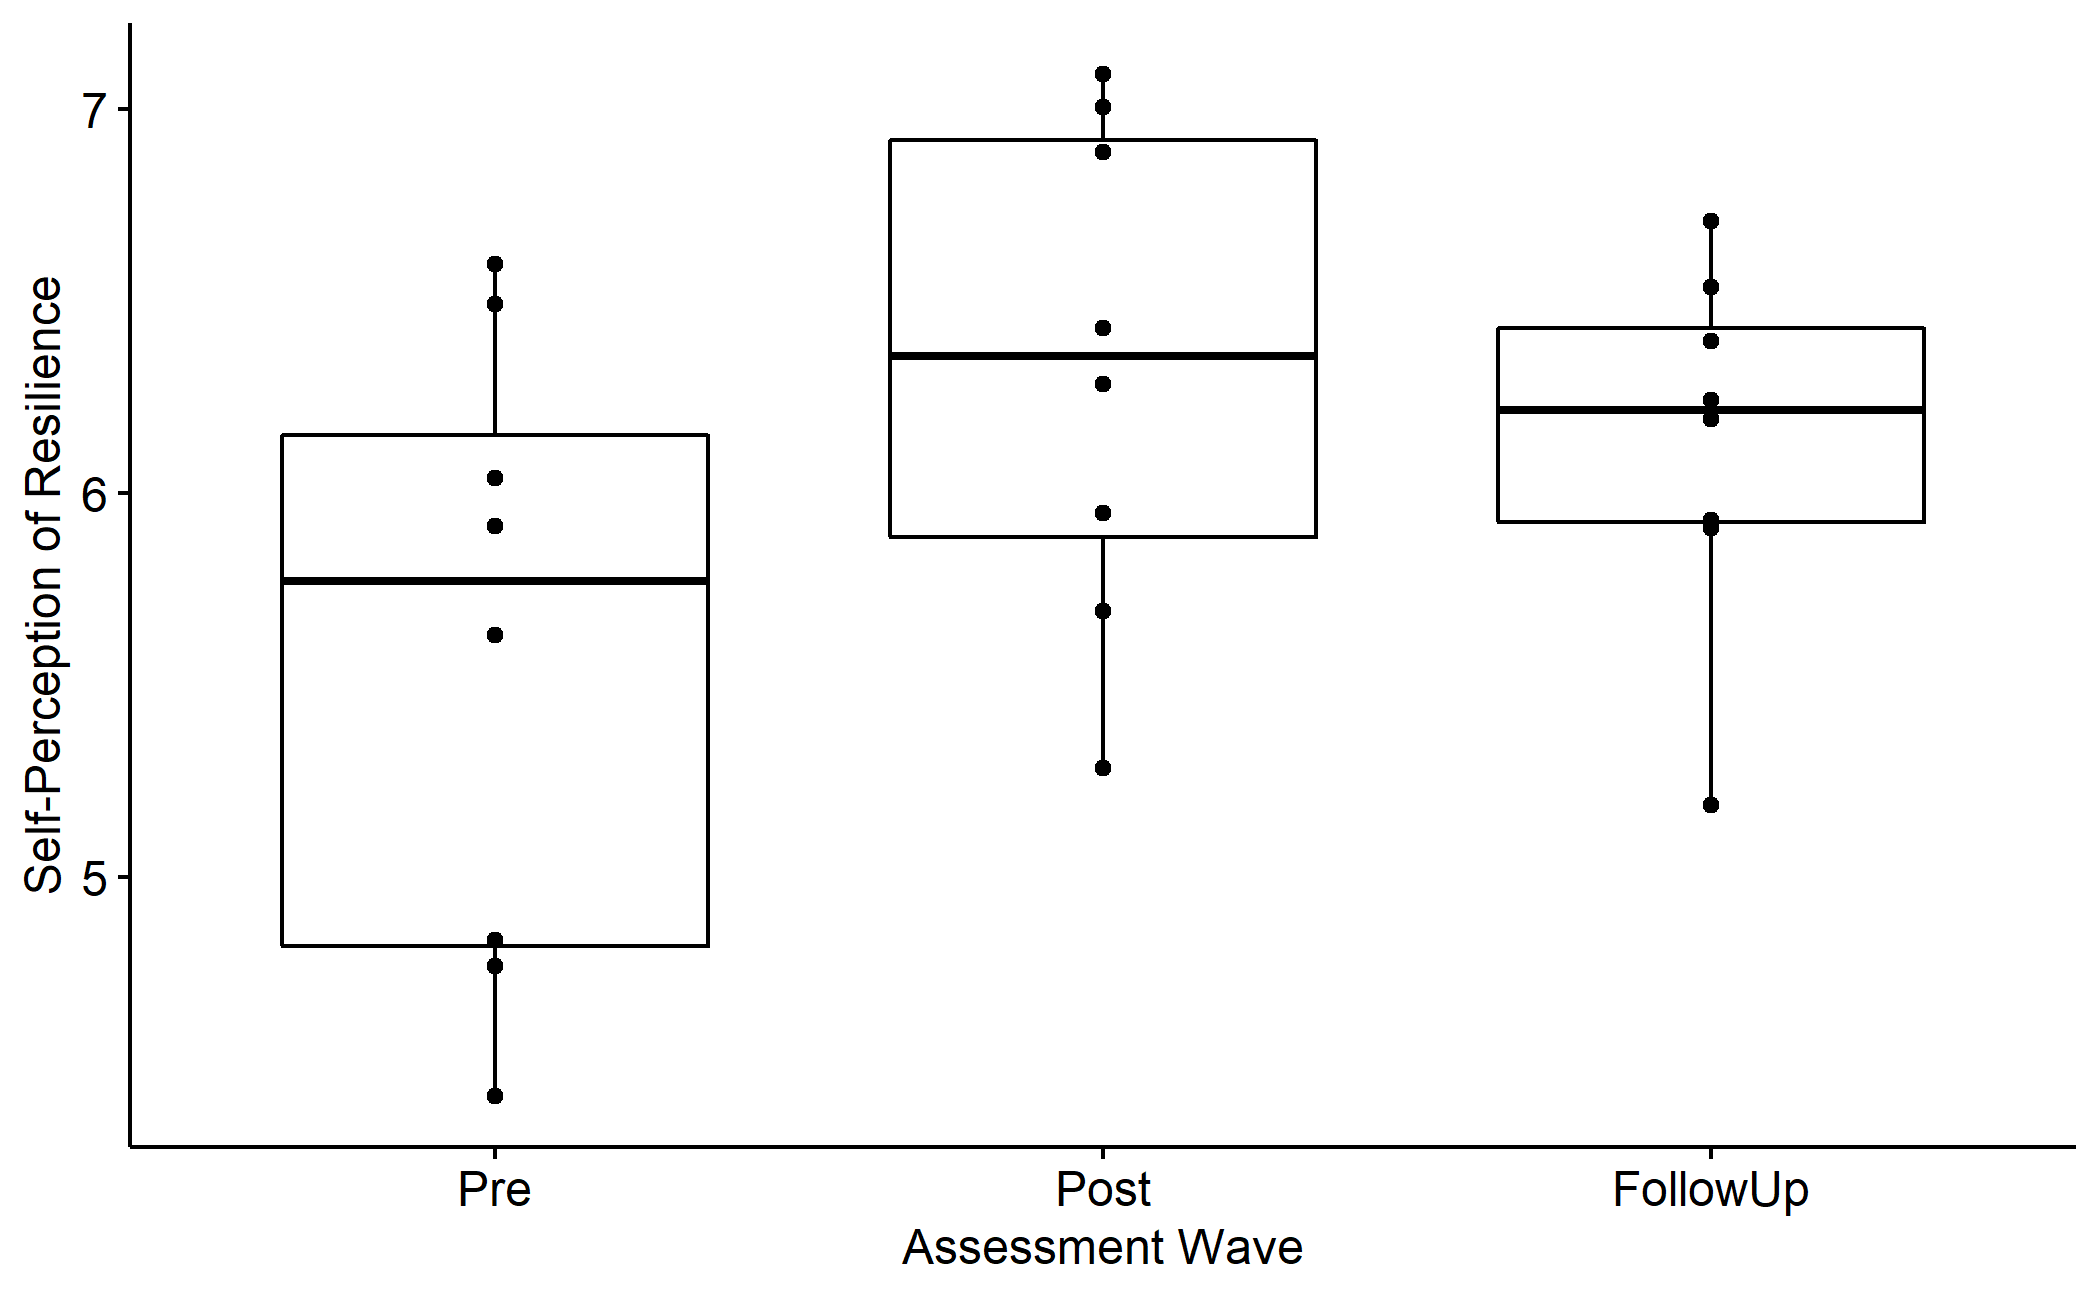 Self-Perception of Resilience
7
6
5
Pre
Post
FollowUp
Assessment Wave